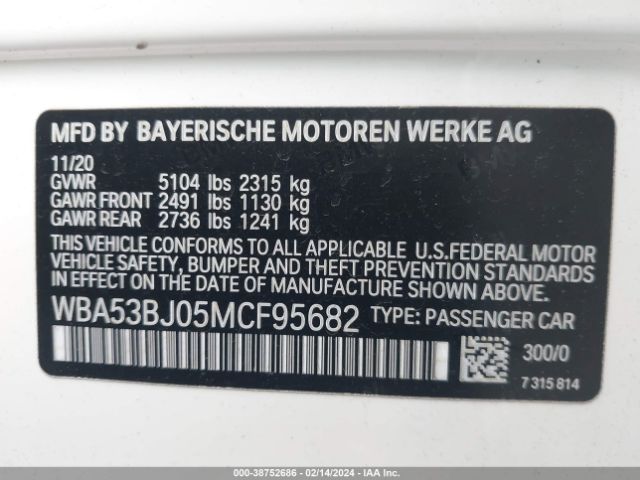 MFD BY BAYERISCHE MOTOREN WERKE AG
11/20
GVWR 5104 lbs 2315 kg
GAWR FRONT 2491 lbs 1130 kg
GAWR REAR 2736 lbs 1241 kg
THIS VEHICLE CONFORMS TO ALL APPLICABLE U.S.FEDERAL MOTOR
VEHICLE SAFETY, BUMPER AND THEFT PREVENTION STANDARDS
IN EFFECT ON THE DATE OF MANUFACTURE SHOWN ABOVE.
WBA53BJ05MCF95682 TYPE: PASSENGER CAR
300/0
7 315 814
000-38752686 - 02/14/2024 - IAAI.COM